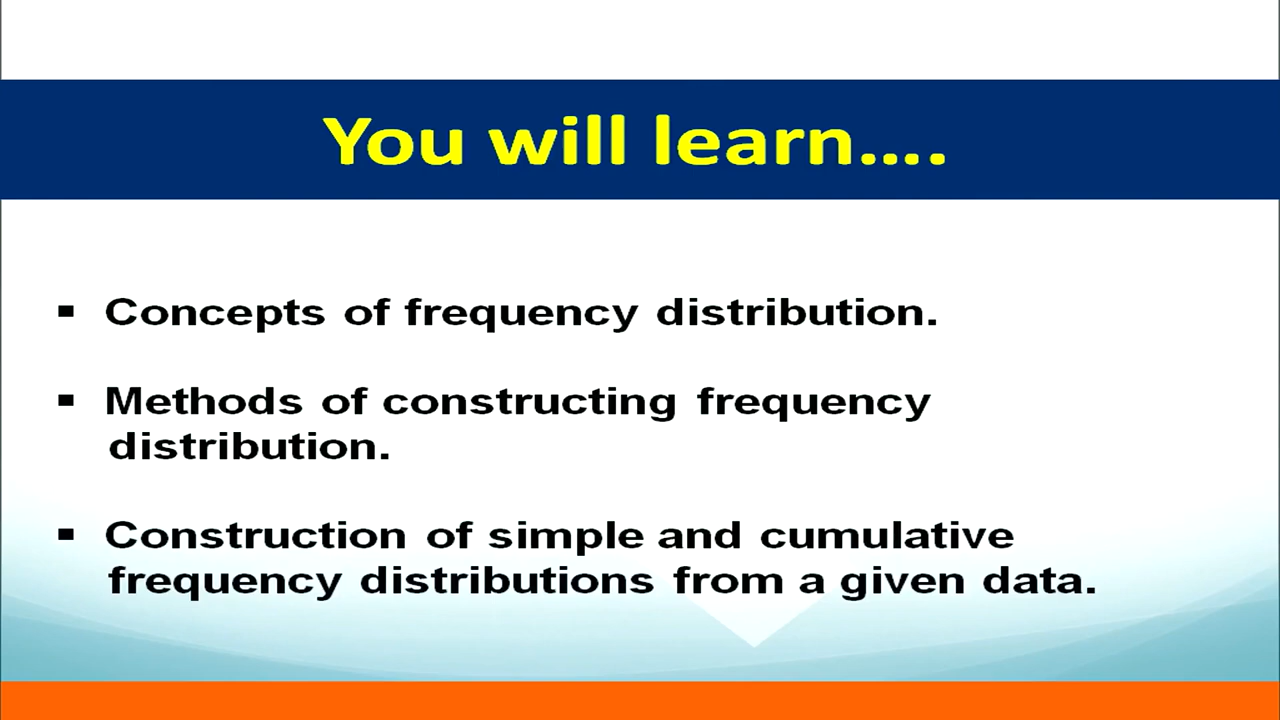 You will learn....
▪ Concepts of frequency distribution.
▪ Methods of constructing frequency
distribution.
▪ Construction of simple and cumulative
frequency distributions from a given data.